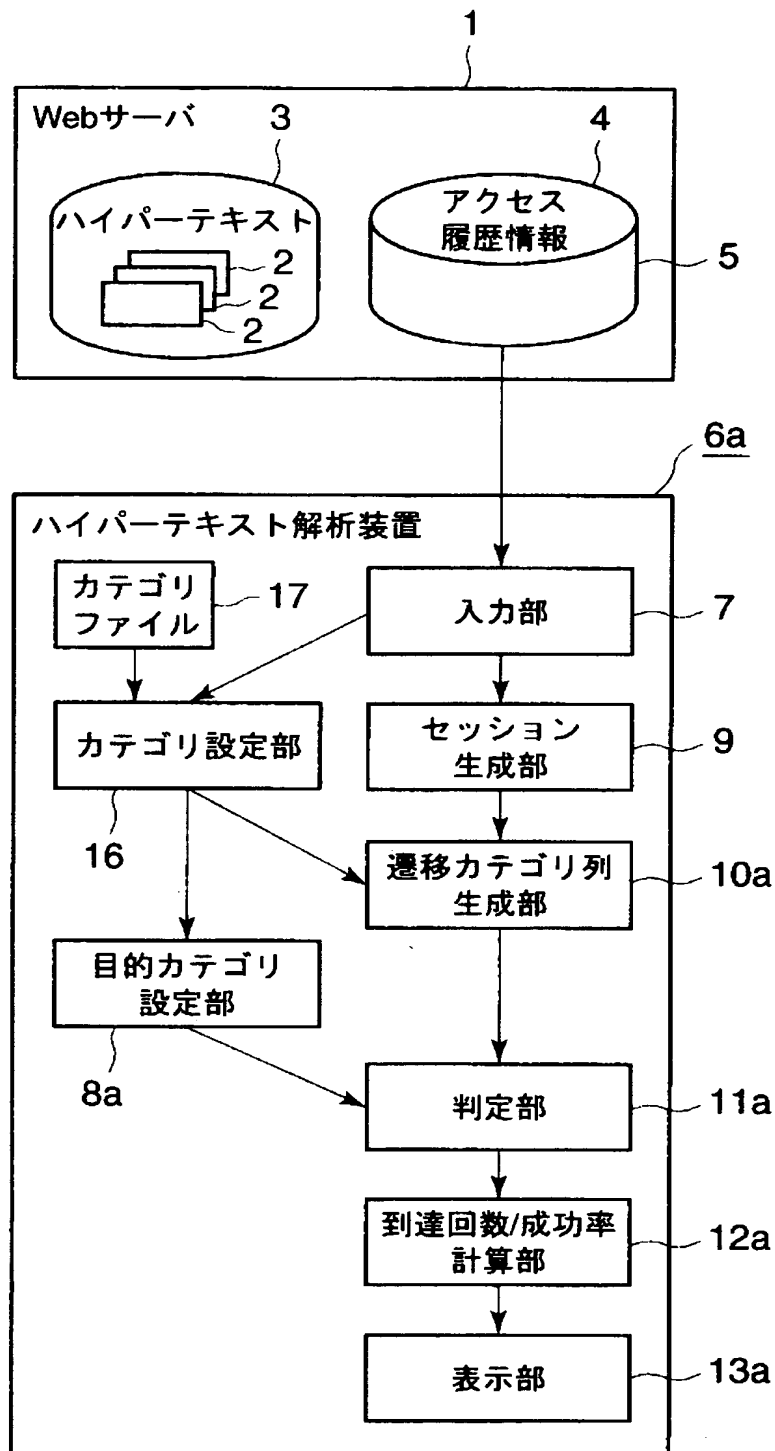 1
Webサーバ
3
4
ハイパーテキスト
2
2
2
アクセス
履歴情報
5
6a
ハイパーテキスト解析装置
カテゴリ
ファイル
17
入力部
7
カテゴリ設定部
16
セッション
生成部
9
遷移カテゴリ列
生成部
10a
目的カテゴリ
設定部
8a
判定部
11a
到達回数/成功率
計算部
12a
表示部
13a